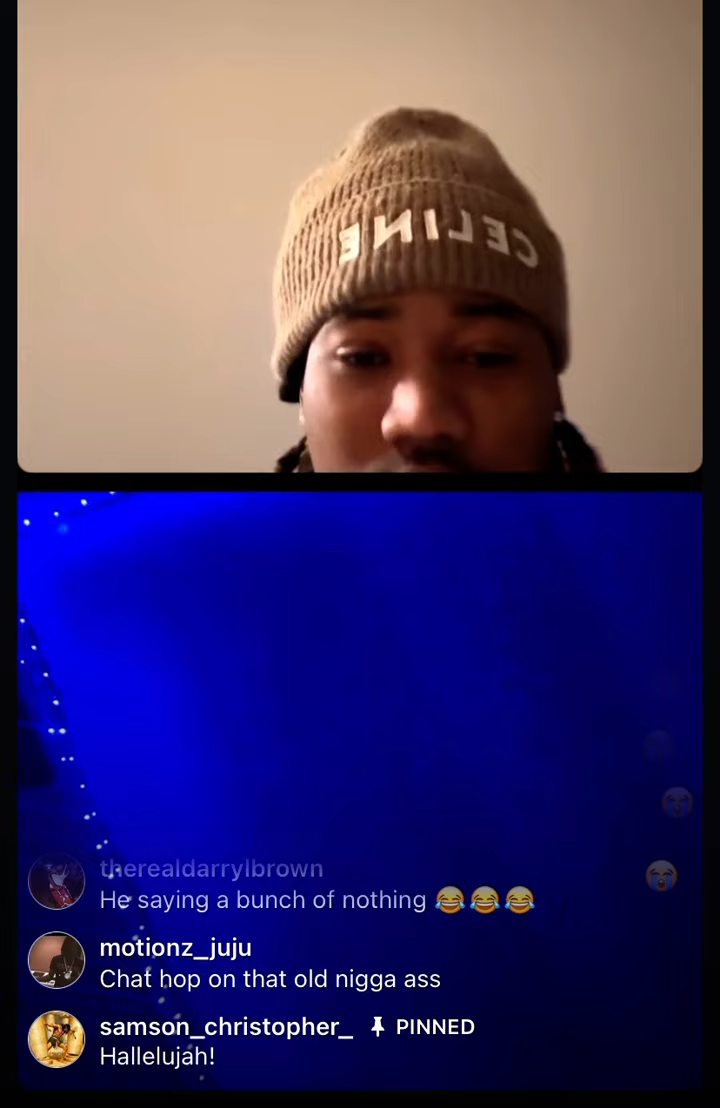 CELINE
therealdarrylbrown
He saying a bunch of nothing 😂😂😂
motionz_juju
Chat hop on that old nigga ass
samson_christopher_ PINNED
Hallelujah!